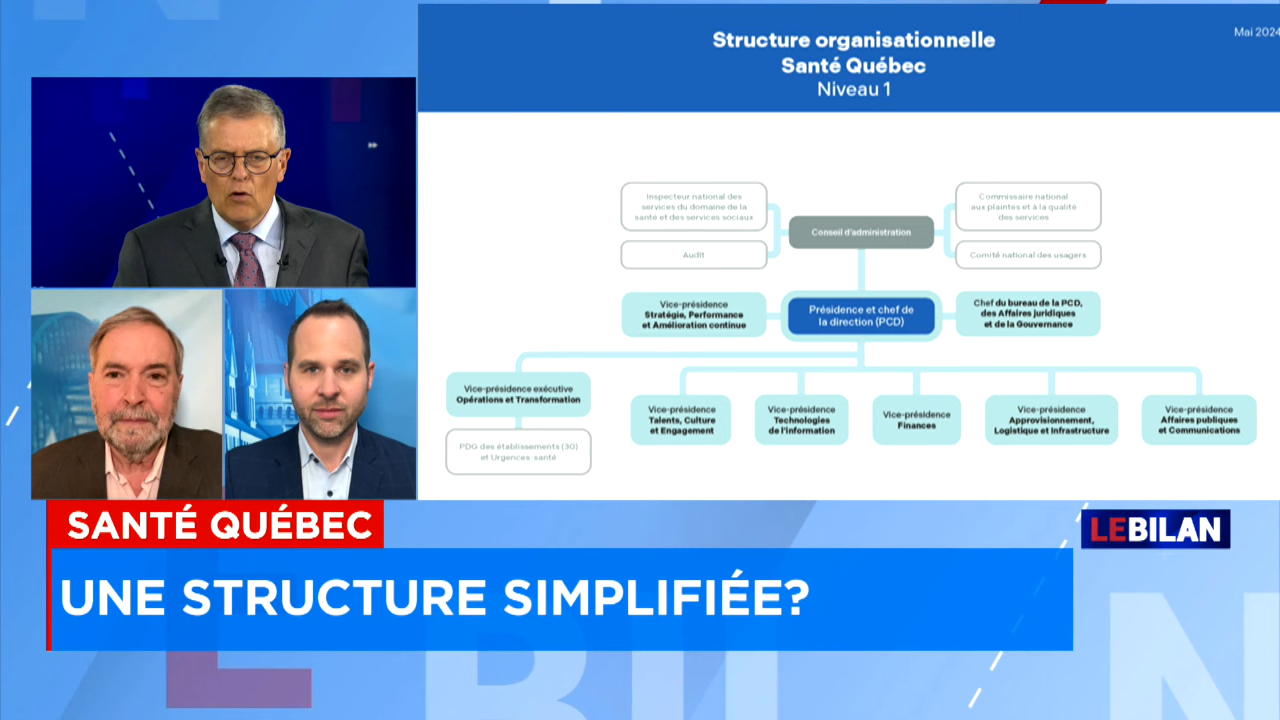 Structure organisationnelle
Santé Québec
Niveau 1
Mai 2024
Inspecteur national des
services du domaine de la
santé et des services sociaux
Commissaire national
aux plaintes et à la qualité
des services
Conseil d'administration
Audit
Comité national des usagers
Vice-présidence
Stratégie, Performance
et Amélioration continue
Présidence et chef de
la direction (PCD)
Chef du bureau de la PCD,
des Affaires juridiques
et de la Gouvernance
Vice-présidence exécutive
Opérations et Transformation
PDG des établissements (30)
et Urgences-santé
Vice-présidence
Talents, Culture
et Engagement
Vice-présidence
Technologies
de l'information
Vice-présidence
Finances
Vice-présidence
Approvisionnement,
Logistique et Infrastructure
Vice-présidence
Affaires publiques
et Communications
SANTÉ QUÉBEC
LEBILAN
UNE STRUCTURE SIMPLIFIÉE?